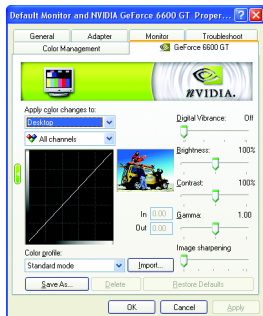 Default Monitor and NVIDIA GeForce 6600 GT Proper...
General Adapter Monitor Troubleshoot
Color Management GeForce 6600 GT
NVIDIA.
Apply color changes to:
Desktop
All channels
Digital Vibrance: Off
Brightness: 100%
Contrast: 100%
In 0.00 Gamma: 1.00
Out 0.00
Image sharpening
Color profile:
Standard mode Import...
Save As... Delete Restore Defaults
OK Cancel Apply